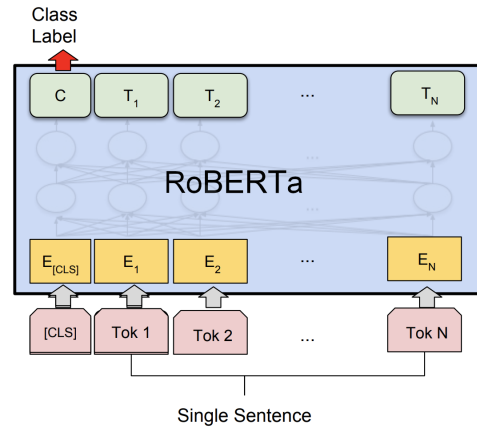 Class
Label
C T1 T2 ... TN
...
RoBERTa
...
E[CLS] E1 E2 ... EN
[CLS] Tok 1 Tok 2 ... Tok N
Single Sentence